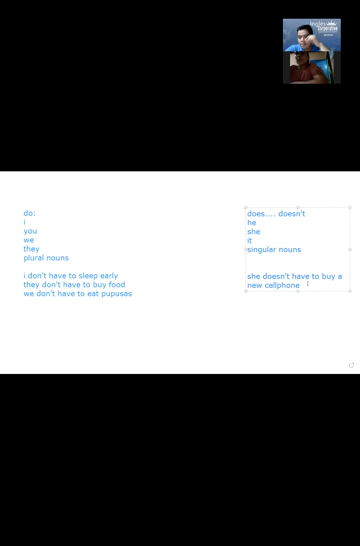 do:
i
you
we
they
plural nouns
i don't have to sleep early
they don't have to buy food
we don't have to eat pupusas
does.... doesn't
he
she
it
singular nouns
she doesn't have to buy a
new cellphone